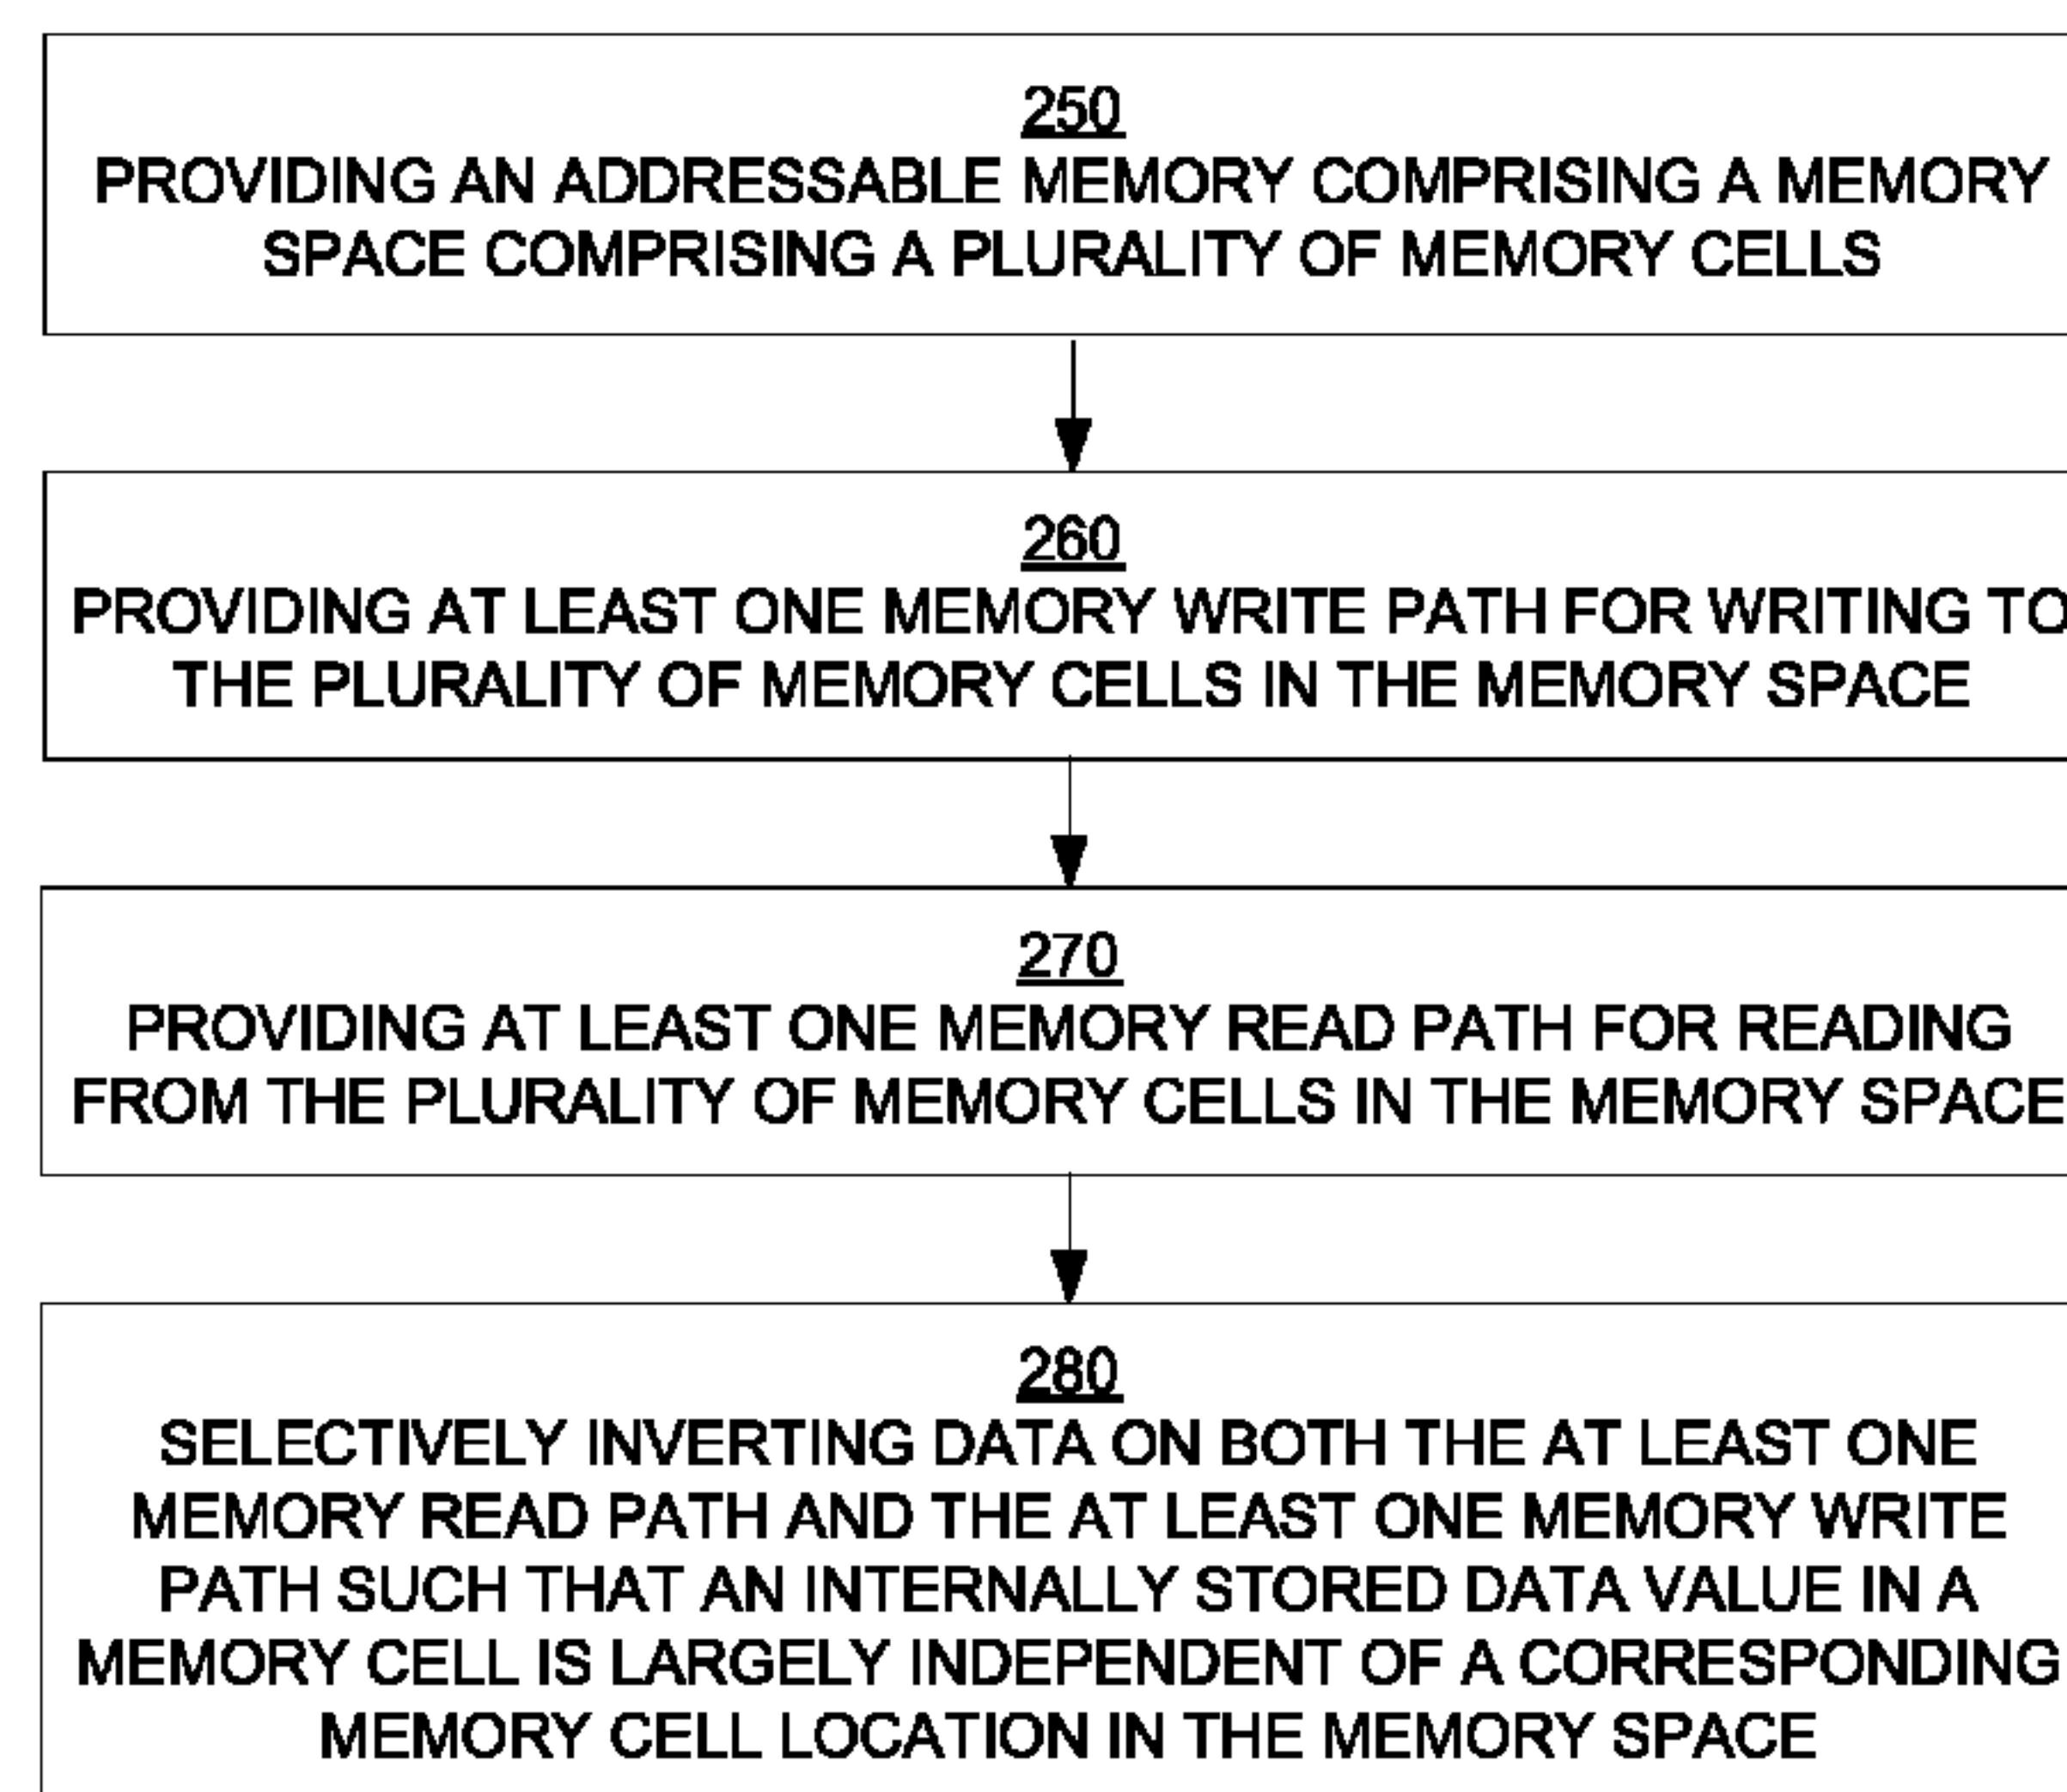 250
PROVIDING AN ADDRESSABLE MEMORY COMPRISING A MEMORY
SPACE COMPRISING A PLURALITY OF MEMORY CELLS
260
PROVIDING AT LEAST ONE MEMORY WRITE PATH FOR WRITING TO
THE PLURALITY OF MEMORY CELLS IN THE MEMORY SPACE
270
PROVIDING AT LEAST ONE MEMORY READ PATH FOR READING
FROM THE PLURALITY OF MEMORY CELLS IN THE MEMORY SPACE
280
SELECTIVELY INVERTING DATA ON BOTH THE AT LEAST ONE
MEMORY READ PATH AND THE AT LEAST ONE MEMORY WRITE
PATH SUCH THAT AN INTERNALLY STORED DATA VALUE IN A
MEMORY CELL IS LARGELY INDEPENDENT OF A CORRESPONDING
MEMORY CELL LOCATION IN THE MEMORY SPACE